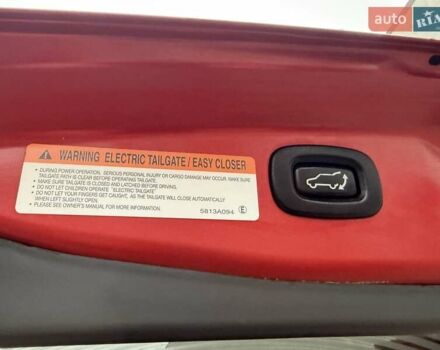 auto RIA
WARNING ELECTRIC TAILGATE / EASY CLOSER
• DURING POWER OPERATION, SERIOUS PERSONAL INJURY OR CARGO DAMAGE MAY OCCUR. MAKE SURE
TAILGATE PATH IS CLEAR BEFORE OPERATING TAILGATE.
• MAKE SURE TAILGATE IS CLOSED AND LATCHED BEFORE DRIVING.
• DO NOT LET CHILDREN OPERATE "ELECTRIC TAILGATE"
• DO NOT LET YOUR FINGERS GET CAUGHT, AS THE TAILGATE WILL CLOSE AUTOMATICALLY
WHEN LEFT SLIGHTLY OPEN.
• PLEASE SEE OWNER'S MANUAL FOR MORE INFORMATION.
5813A094 E